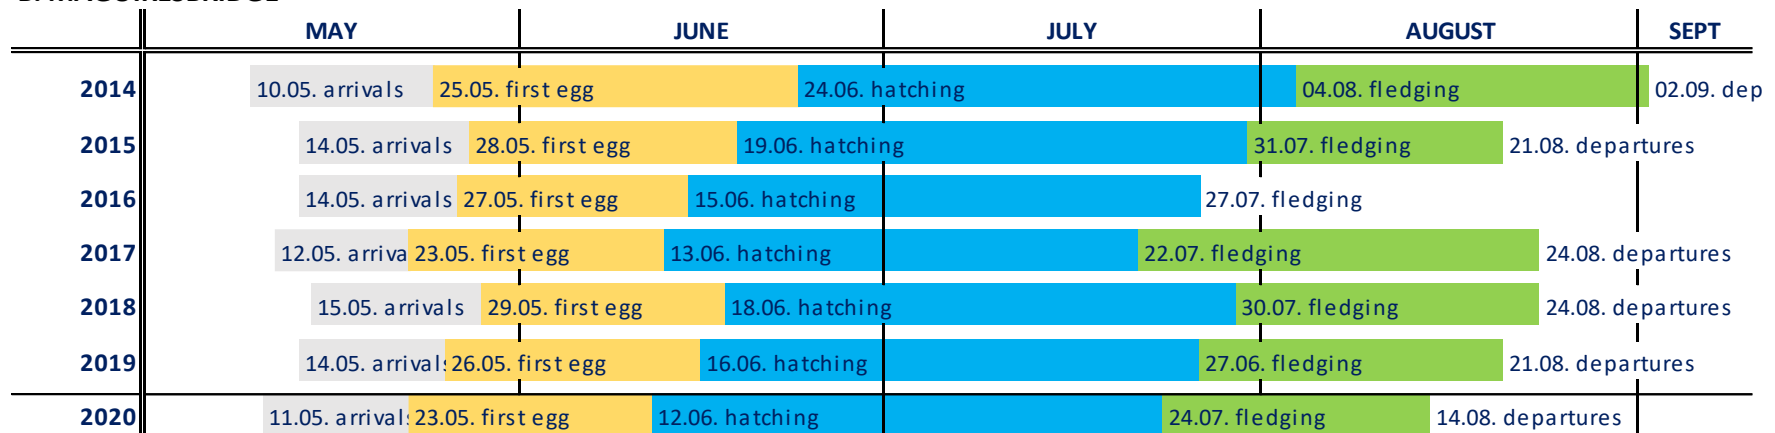 MAY JUNE JULY AUGUST SEPT
2014 10.05. arrivals 25.05. first egg 24.06. hatching 04.08. fledging 02.09. dep
2015 14.05. arrivals 28.05. first egg 19.06. hatching 31.07. fledging 21.08. departures
2016 14.05. arrivals 27.05. first egg 15.06. hatching 27.07. fledging
2017 12.05. arriva 23.05. first egg 13.06. hatching 22.07. fledging 24.08. departures
2018 15.05. arrivals 29.05. first egg 18.06. hatching 30.07. fledging 24.08. departures
2019 14.05. arrivals 26.05. first egg 16.06. hatching 27.06. fledging 21.08. departures
2020 11.05. arrivals 23.05. first egg 12.06. hatching 24.07. fledging 14.08. departures